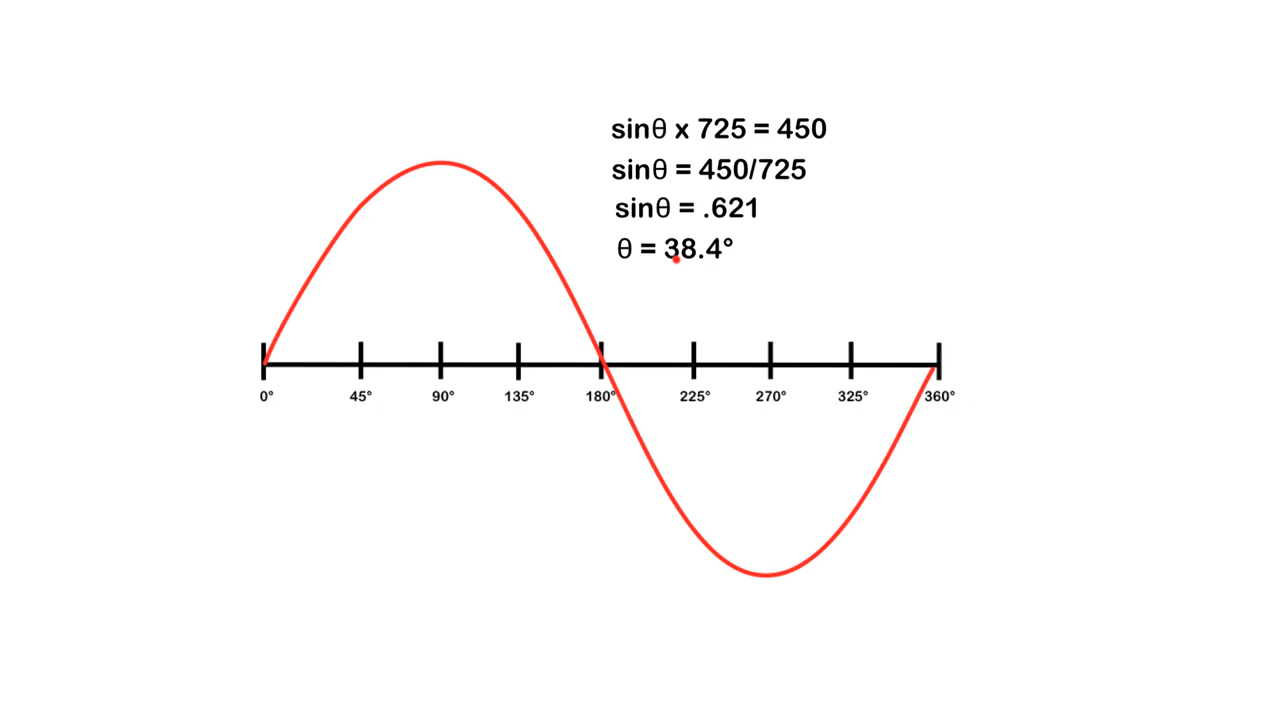 sinθ x 725 = 450
sinθ = 450/725
sinθ = .621
θ = 38.4°
0° 45° 90° 135° 180° 225° 270° 325° 360°